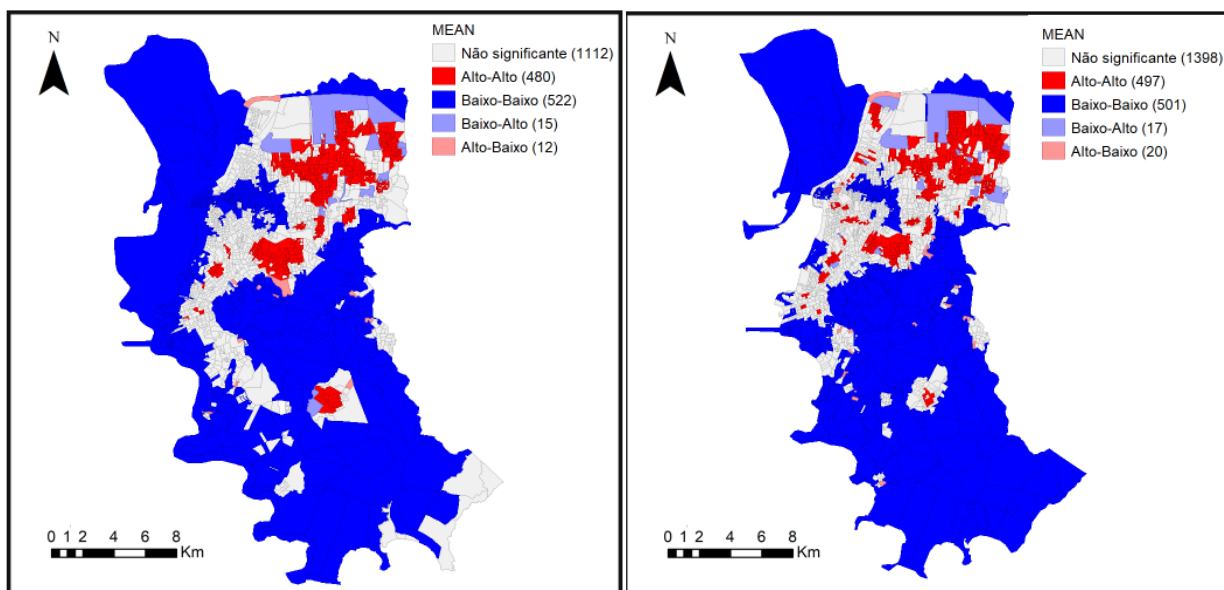 N
MEAN
Não significante (1112)
Alto-Alto (480)
Baixo-Baixo (522)
Baixo-Alto (15)
Alto-Baixo (12)
0 1 2 4 6 8
Km
N
MEAN
Não significante (1398)
Alto-Alto (497)
Baixo-Baixo (501)
Baixo-Alto (17)
Alto-Baixo (20)
0 1 2 4 6 8
Km